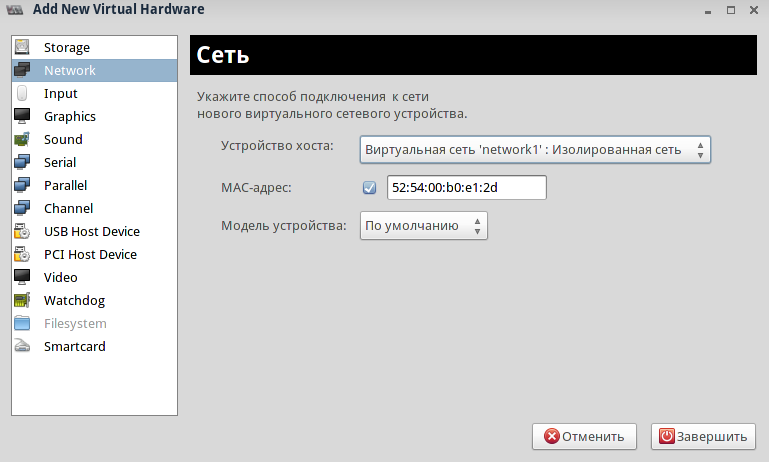 Add New Virtual Hardware
Storage
Network
Input
Graphics
Sound
Serial
Parallel
Channel
USB Host Device
PCI Host Device
Video
Watchdog
Filesystem
Smartcard
Сеть
Укажите способ подключения к сети
нового виртуального сетевого устройства.
Устройство хоста: Виртуальная сеть 'network1' : Изолированная сеть
MAC-адрес: 52:54:00:b0:e1:2d
Модель устройства: По умолчанию
Отменить Завершить